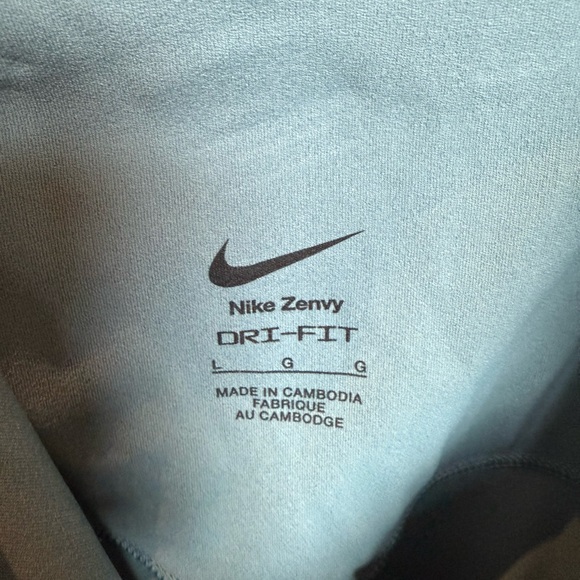 Nike Zenvy
DRI-FIT
L G G
MADE IN CAMBODIA
FABRIQUE
AU CAMBODGE